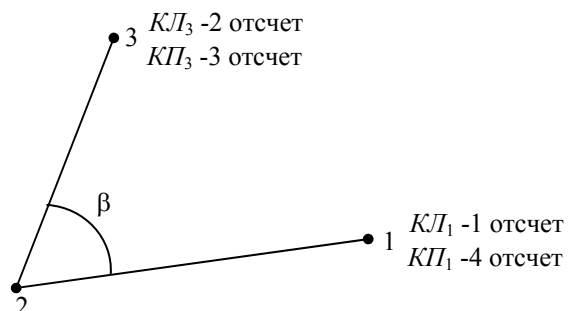 3 КЛ₃ -2 отсчет
КП₃ -3 отсчет
β
1 КЛ₁ -1 отсчет
КП₁ -4 отсчет
2